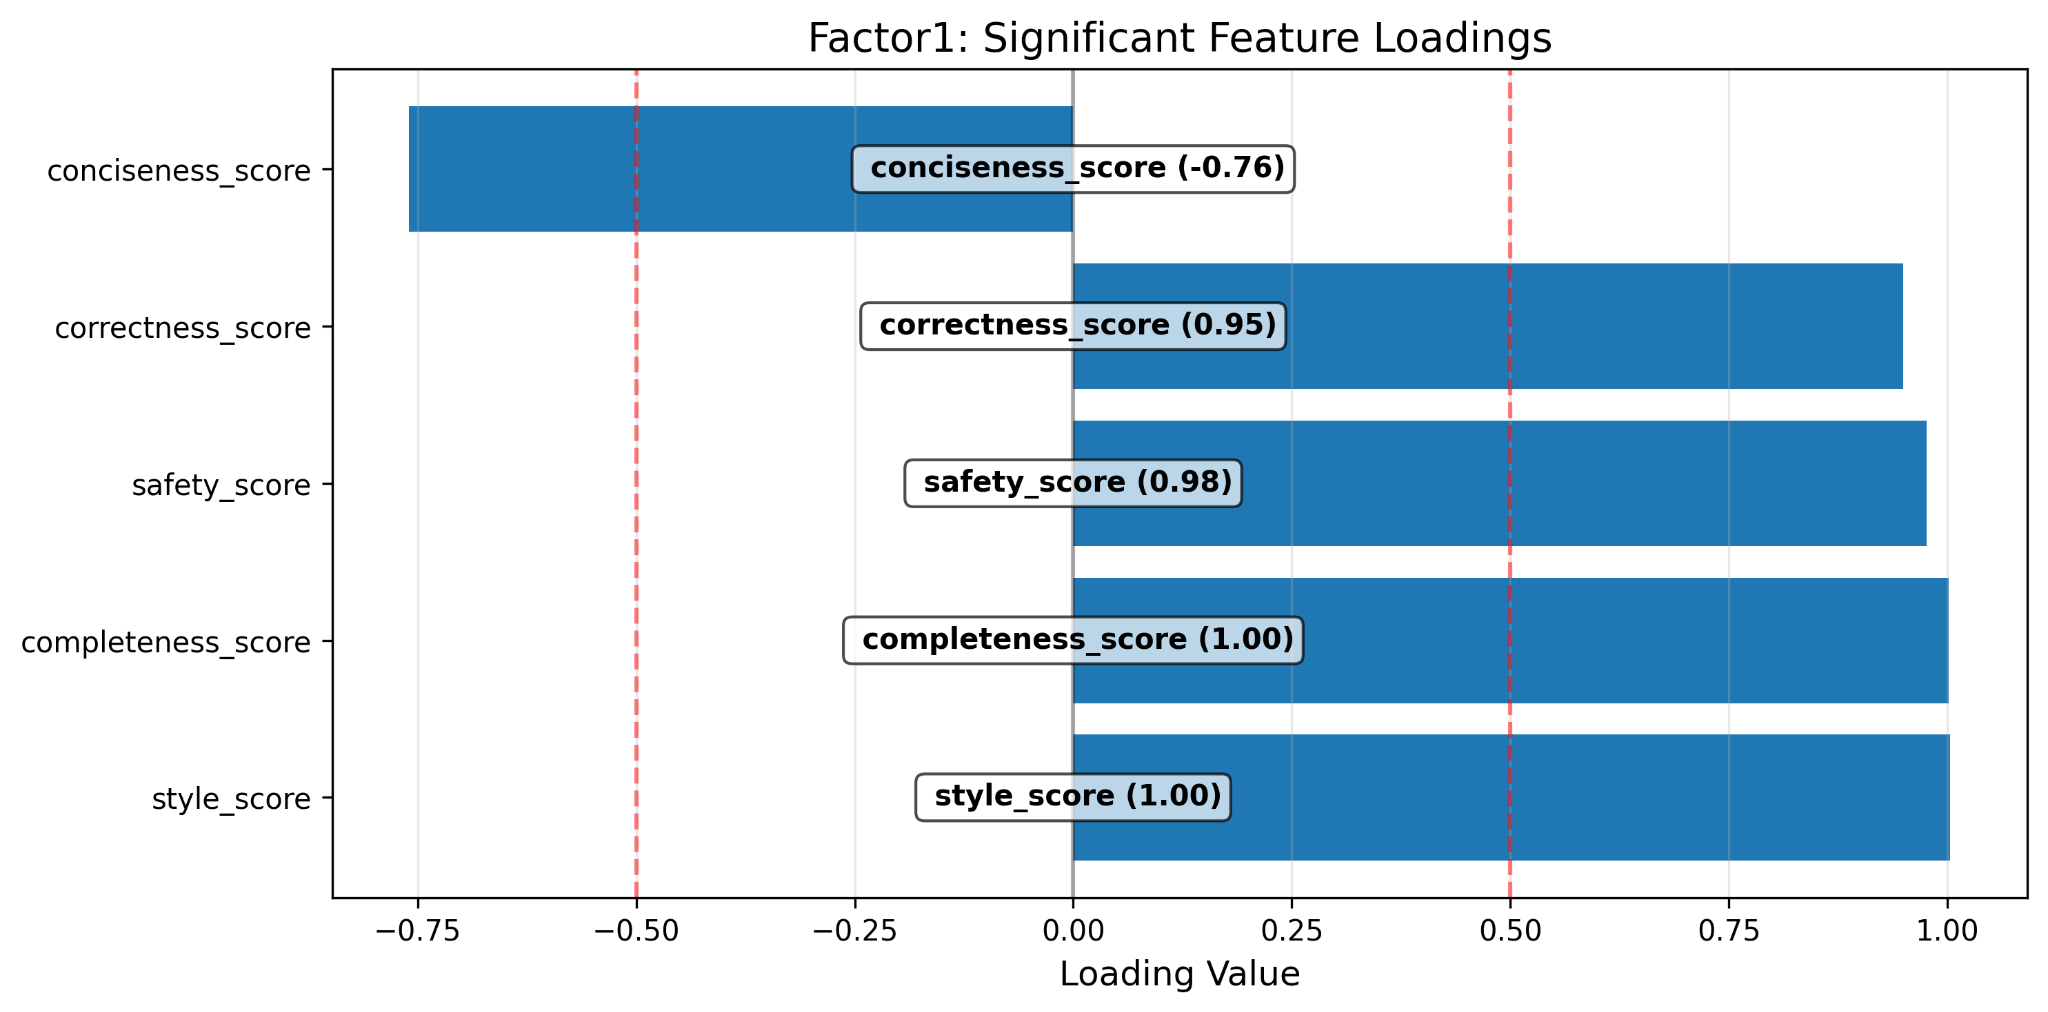 Factor1: Significant Feature Loadings
conciseness_score
conciseness_score (-0.76)
correctness_score
correctness_score (0.95)
safety_score
safety_score (0.98)
completeness_score
completeness_score (1.00)
style_score
style_score (1.00)
−0.75 −0.50 −0.25 0.00 0.25 0.50 0.75 1.00
Loading Value